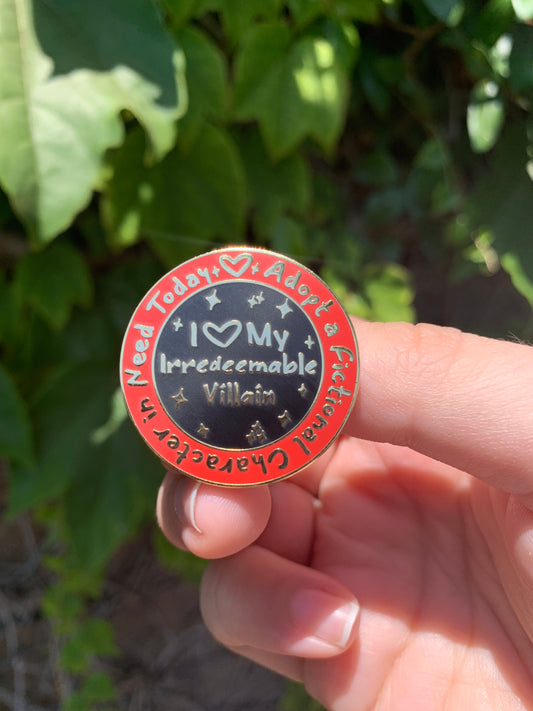 Adopt a Fictional Character in Need Today
I ♡ My
Irredeemable
Villain